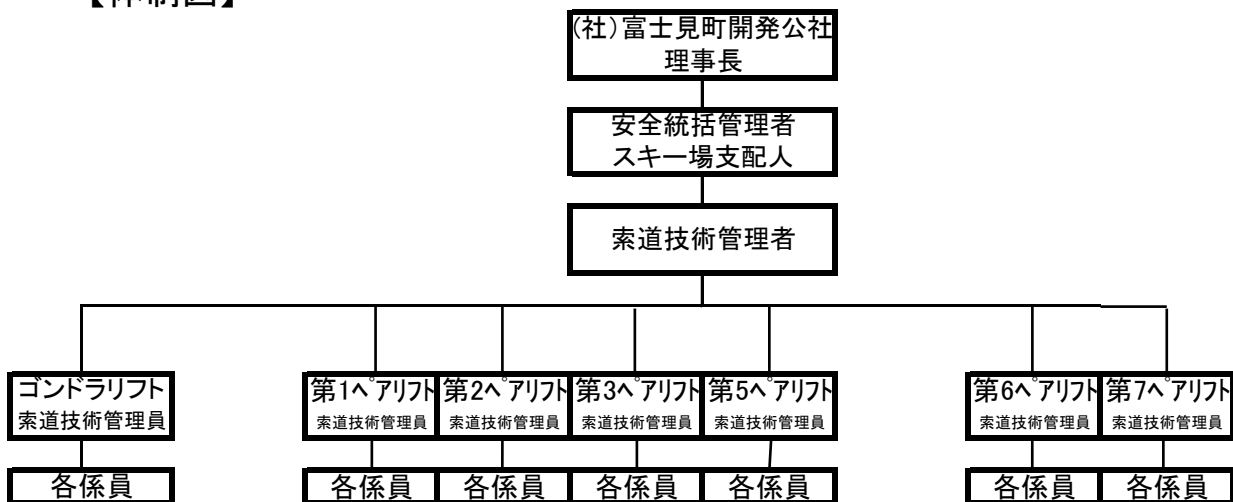 【体制図】
(社)富士見町開発公社
理事長
安全統括管理者
スキー場支配人
索道技術管理者
ゴンドラリフト
索道技術管理員
第1ペアリフト
索道技術管理員
第2ペアリフト
索道技術管理員
第3ペアリフト
索道技術管理員
第5ペアリフト
索道技術管理員
第6ペアリフト
索道技術管理員
第7ペアリフト
索道技術管理員
各係員
各係員
各係員
各係員
各係員
各係員
各係員